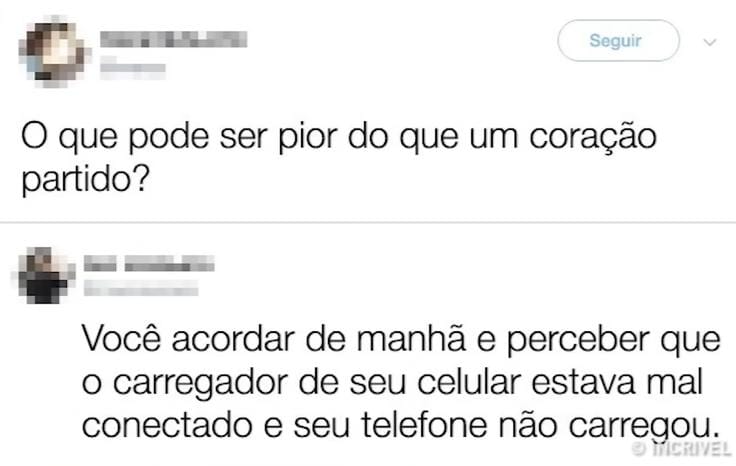 Seguir
O que pode ser pior do que um coração
partido?
Você acordar de manhã e perceber que
o carregador de seu celular estava mal
conectado e seu telefone não carregou.
© INCRÍVEL